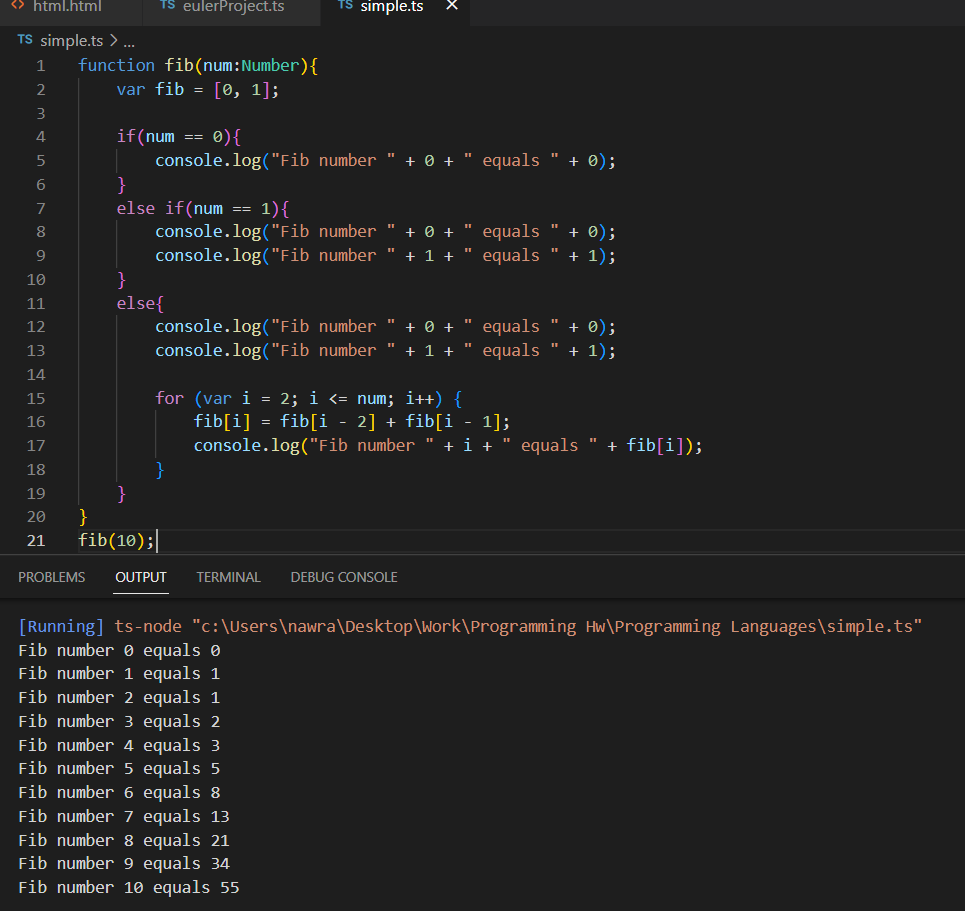 <> html.html TS eulerProject.ts TS simple.ts ×
TS simple.ts > ...
1 function fib(num:Number){
2     var fib = [0, 1];
3
4     if(num == 0){
5         console.log("Fib number " + 0 + " equals " + 0);
6     }
7     else if(num == 1){
8         console.log("Fib number " + 0 + " equals " + 0);
9         console.log("Fib number " + 1 + " equals " + 1);
10     }
11     else{
12         console.log("Fib number " + 0 + " equals " + 0);
13         console.log("Fib number " + 1 + " equals " + 1);
14
15         for (var i = 2; i <= num; i++) {
16             fib[i] = fib[i - 2] + fib[i - 1];
17             console.log("Fib number " + i + " equals " + fib[i]);
18         }
19     }
20 }
21 fib(10);
PROBLEMS OUTPUT TERMINAL DEBUG CONSOLE
[Running] ts-node "c:\Users\nawra\Desktop\Work\Programming Hw\Programming Languages\simple.ts"
Fib number 0 equals 0
Fib number 1 equals 1
Fib number 2 equals 1
Fib number 3 equals 2
Fib number 4 equals 3
Fib number 5 equals 5
Fib number 6 equals 8
Fib number 7 equals 13
Fib number 8 equals 21
Fib number 9 equals 34
Fib number 10 equals 55